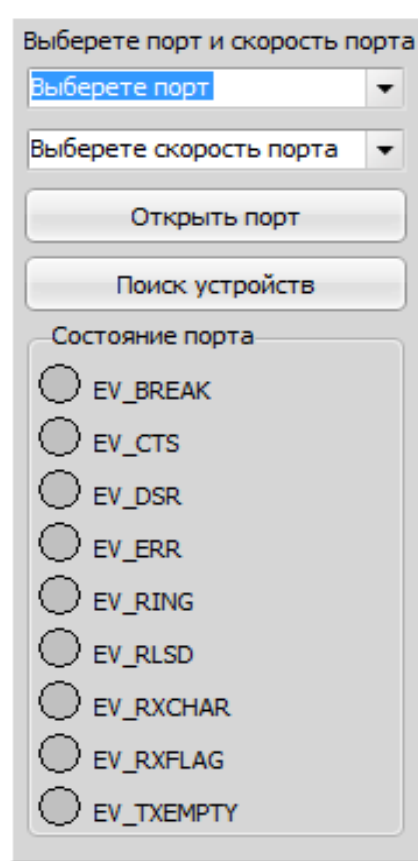 Выберете порт и скорость порта
Выберете порт
Выберете скорость порта
Открыть порт
Поиск устройств
Состояние порта
EV_BREAK
EV_CTS
EV_DSR
EV_ERR
EV_RING
EV_RLSD
EV_RXCHAR
EV_RXFLAG
EV_TXEMPTY